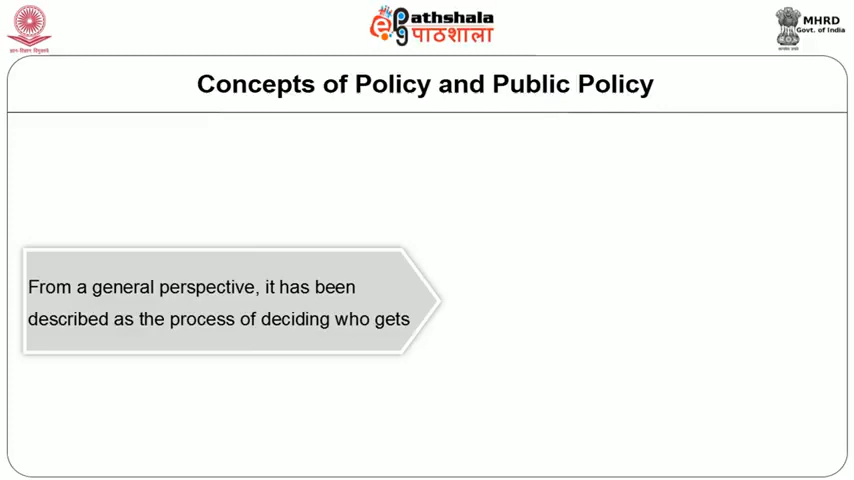 ePathshala
पाठशाला
MHRD
Govt. of India
Concepts of Policy and Public Policy
From a general perspective, it has been
described as the process of deciding who gets